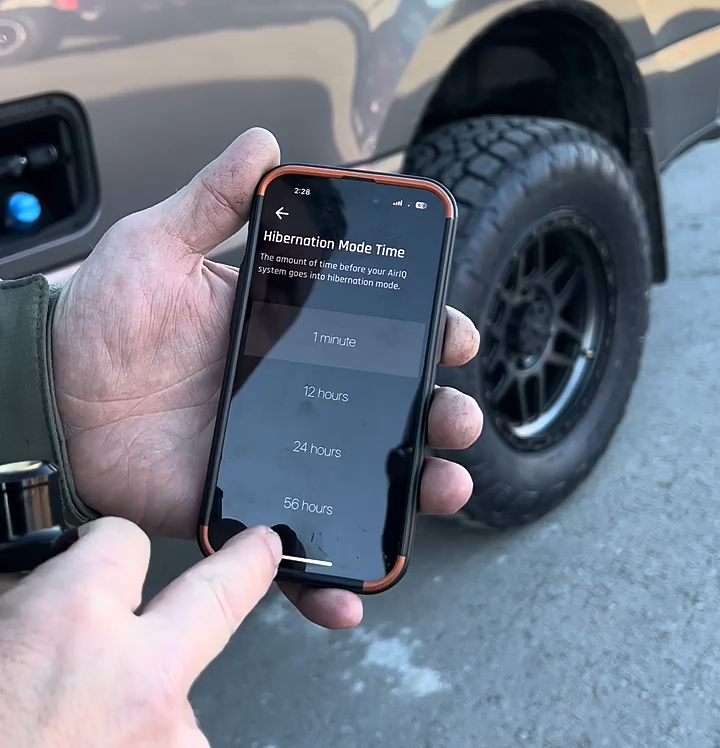 2:28
Hibernation Mode Time
The amount of time before your AirIQ
system goes into hibernation mode.
1 minute
12 hours
24 hours
56 hours